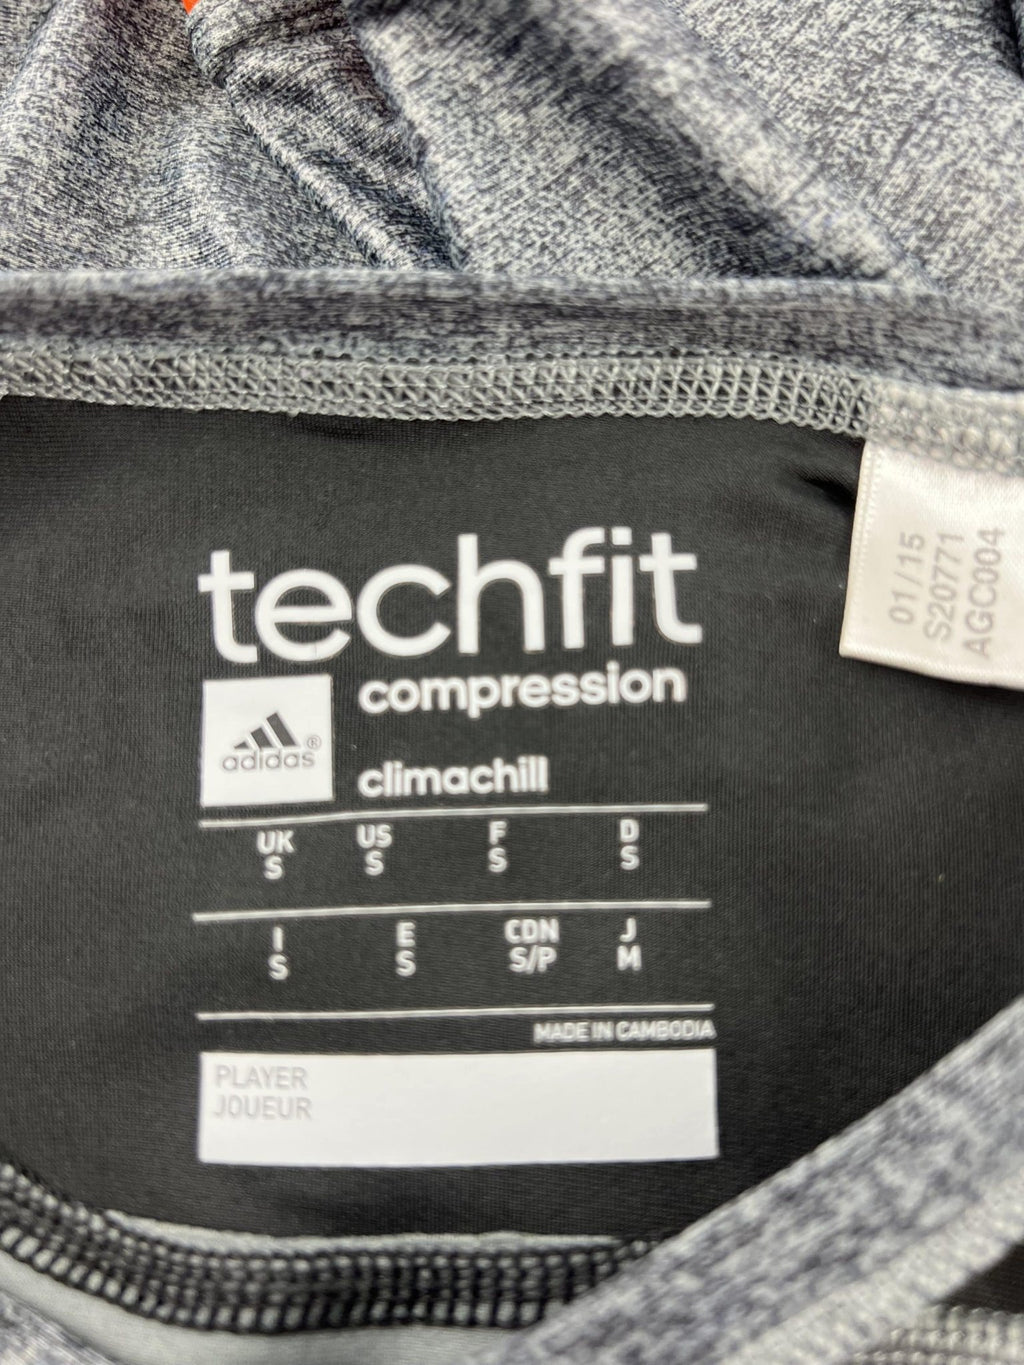 techfit
compression
adidas®
climachill
UK US F D
S S S S
I E CDN J
S S S/P M
MADE IN CAMBODIA
PLAYER
JOUEUR
01/15
S20771
AGC004